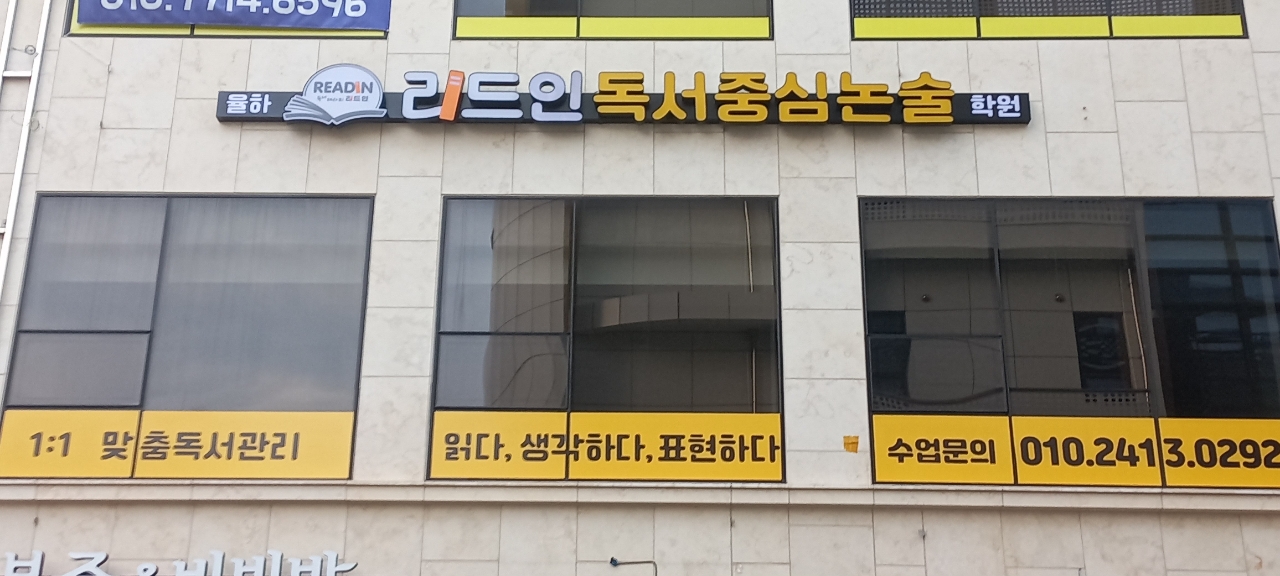 율하 READIN 리드인 독서중심논술 학원
1:1 맞춤독서관리
읽다, 생각하다, 표현하다
수업문의 010.2413.0292